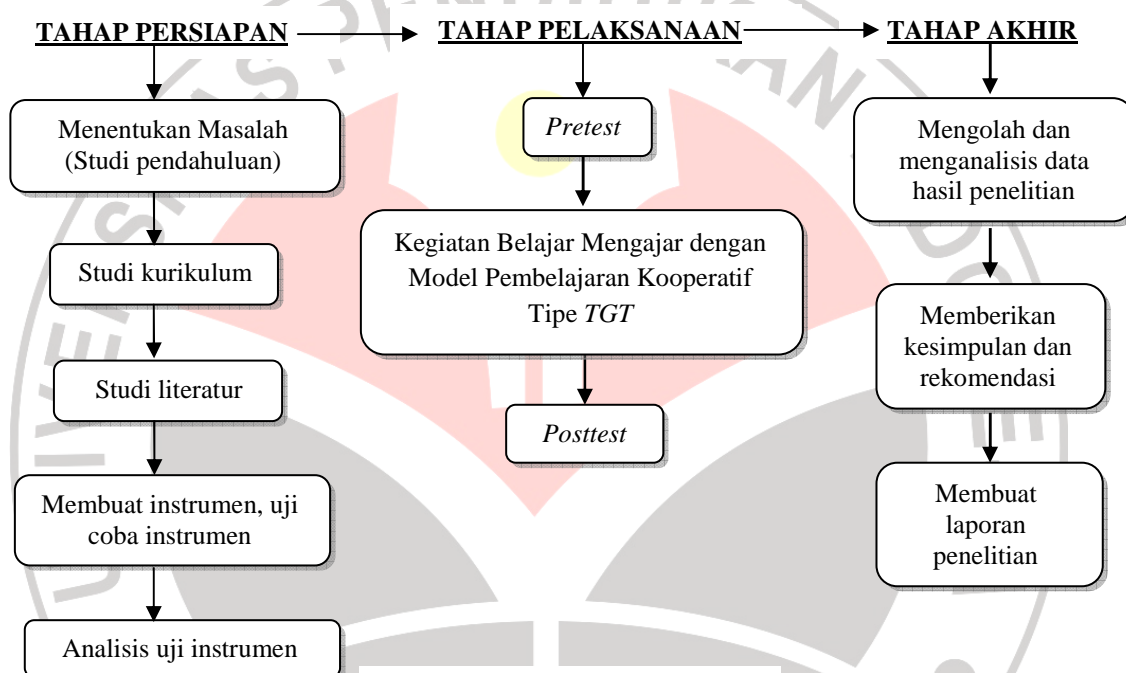 TAHAP PERSIAPAN
Menentukan Masalah
(Studi pendahuluan)
Studi kurikulum
Studi literatur
Membuat instrumen, uji
coba instrumen
Analisis uji instrumen
TAHAP PELAKSANAAN
Pretest
Kegiatan Belajar Mengajar dengan
Model Pembelajaran Kooperatif
Tipe TGT
Posttest
TAHAP AKHIR
Mengolah dan
menganalisis data
hasil penelitian
Memberikan
kesimpulan dan
rekomendasi
Membuat
laporan
penelitian